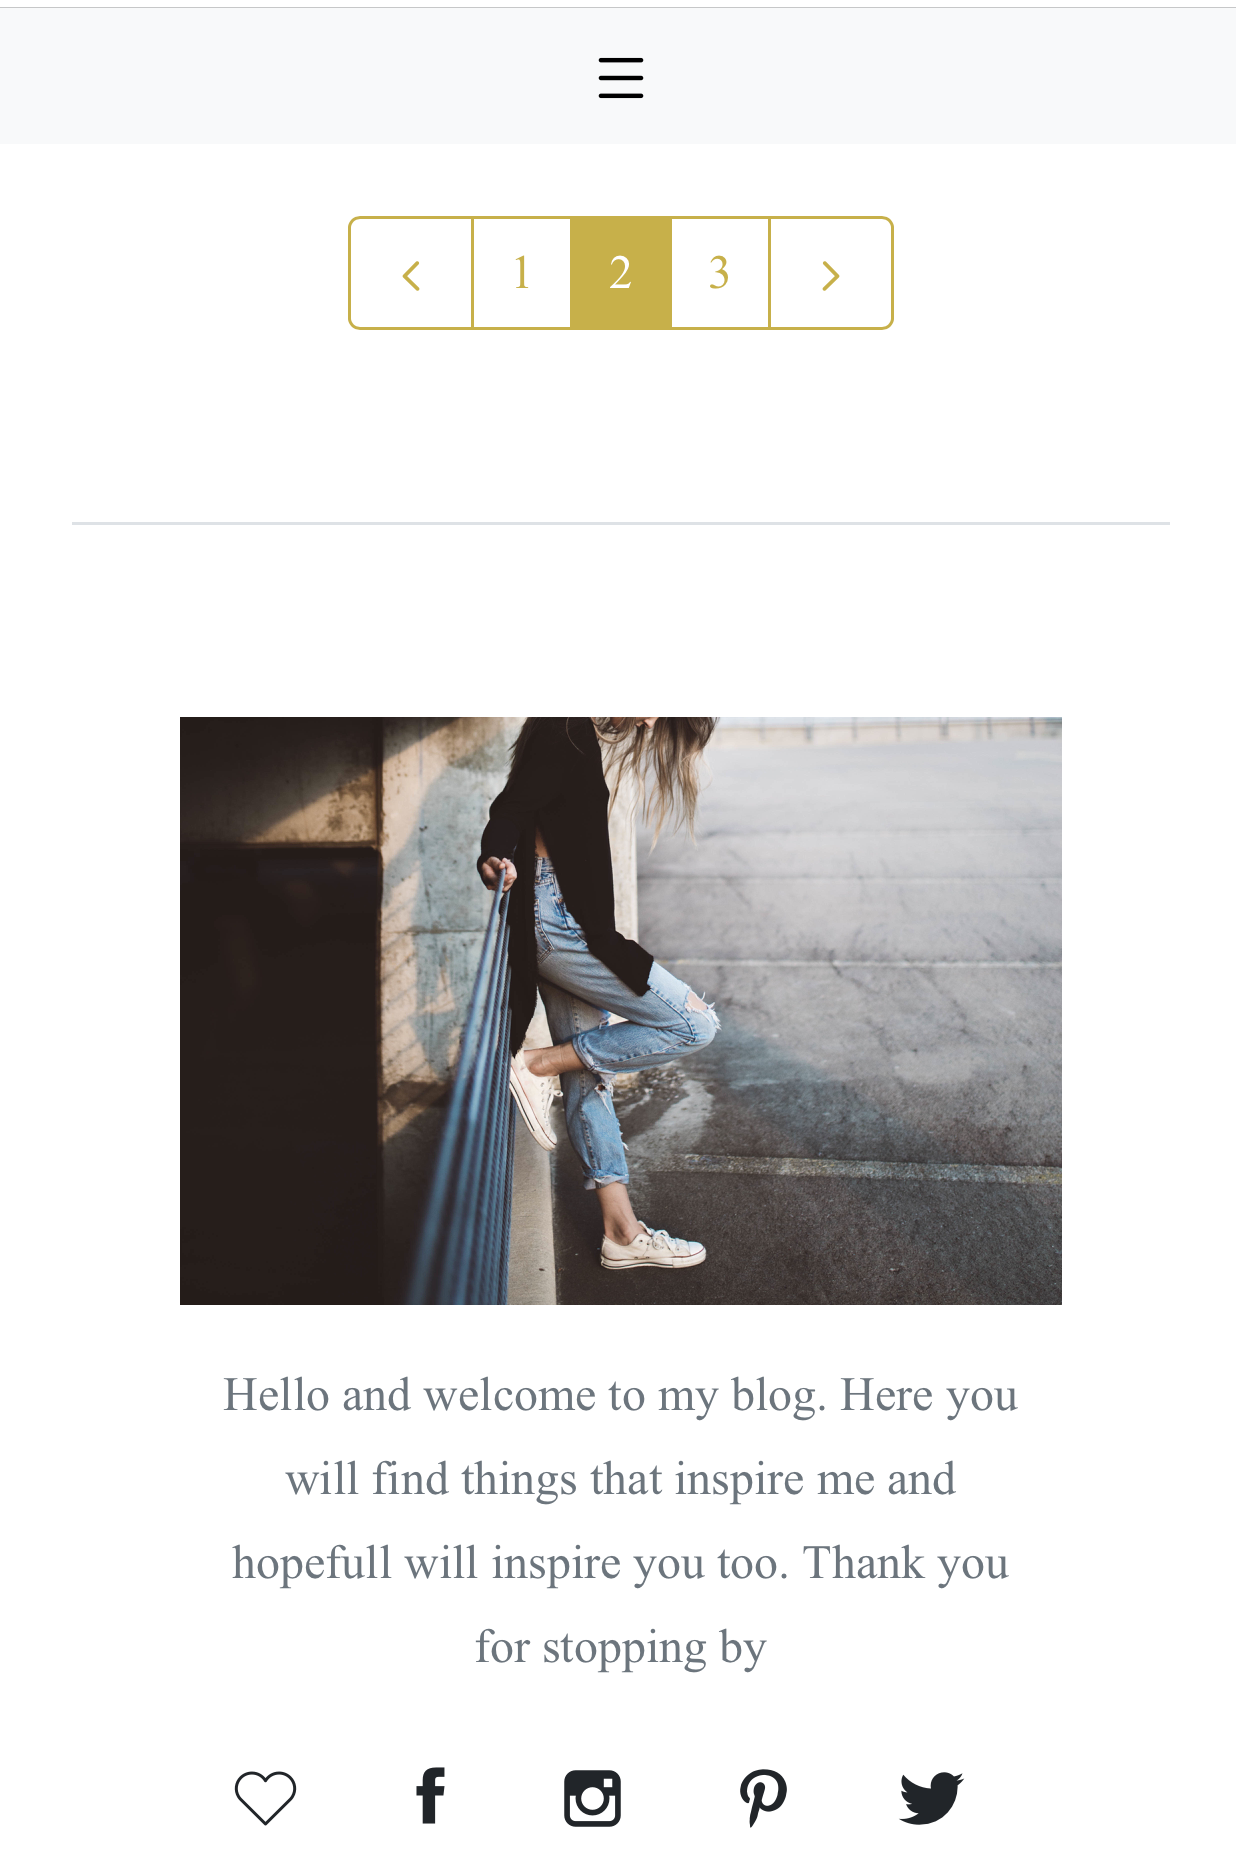 1 2 3
Hello and welcome to my blog. Here you
will find things that inspire me and
hopefull will inspire you too. Thank you
for stopping by